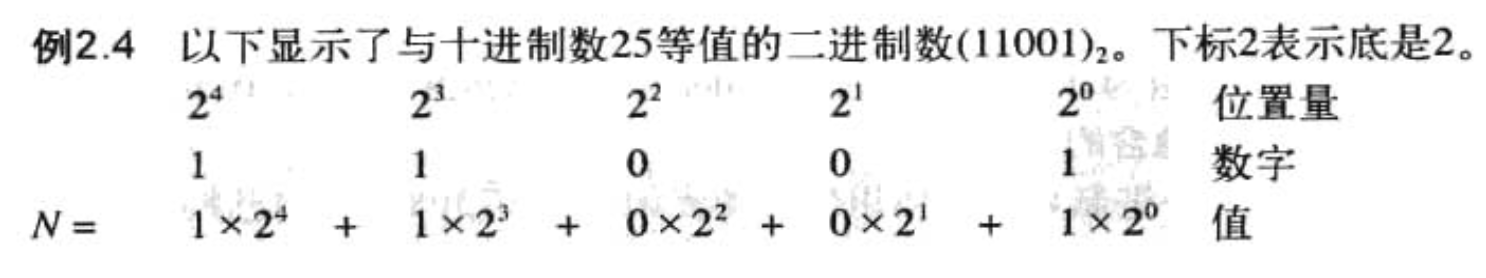 例2.4 以下显示了与十进制数25等值的二进制数(11001)₂。下标2表示底是2。
2⁴ 2³ 2² 2¹ 2⁰ 位置量
1 1 0 0 1 数字
N = 1×2⁴ + 1×2³ + 0×2² + 0×2¹ + 1×2⁰ 值